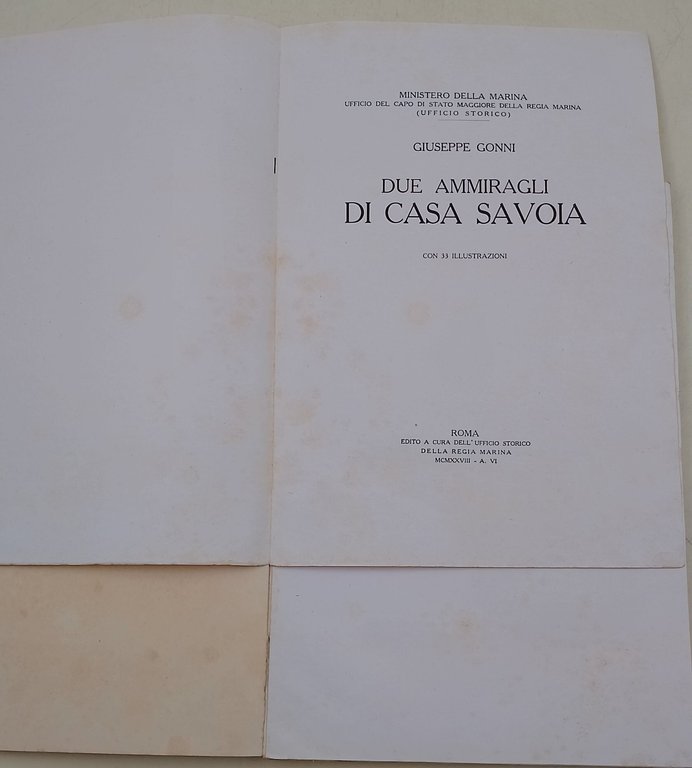 MINISTERO DELLA MARINA
UFFICIO DEL CAPO DI STATO MAGGIORE DELLA REGIA MARINA
(UFFICIO STORICO)
GIUSEPPE GONNI
DUE AMMIRAGLI
DI CASA SAVOIA
CON 33 ILLUSTRAZIONI
ROMA
EDITO A CURA DELL'UFFICIO STORICO
DELLA REGIA MARINA
MCMXXVIII - A. VI